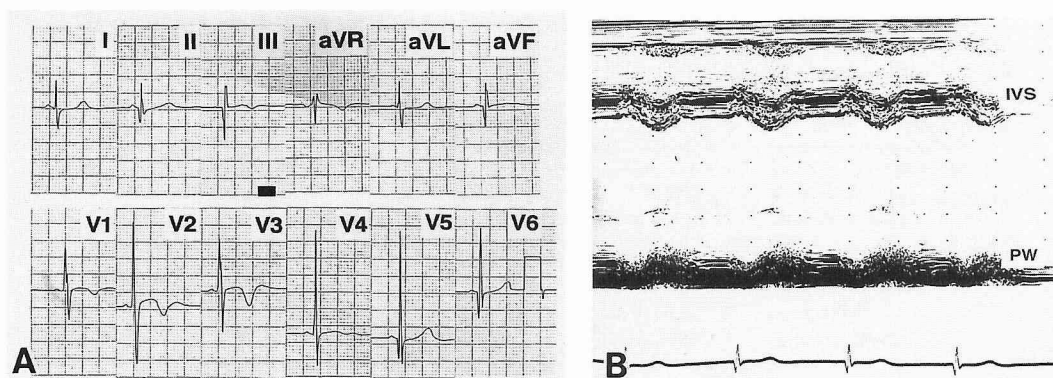 I II III aVR aVL aVF
V1 V2 V3 V4 V5 V6
A
IVS
PW
B